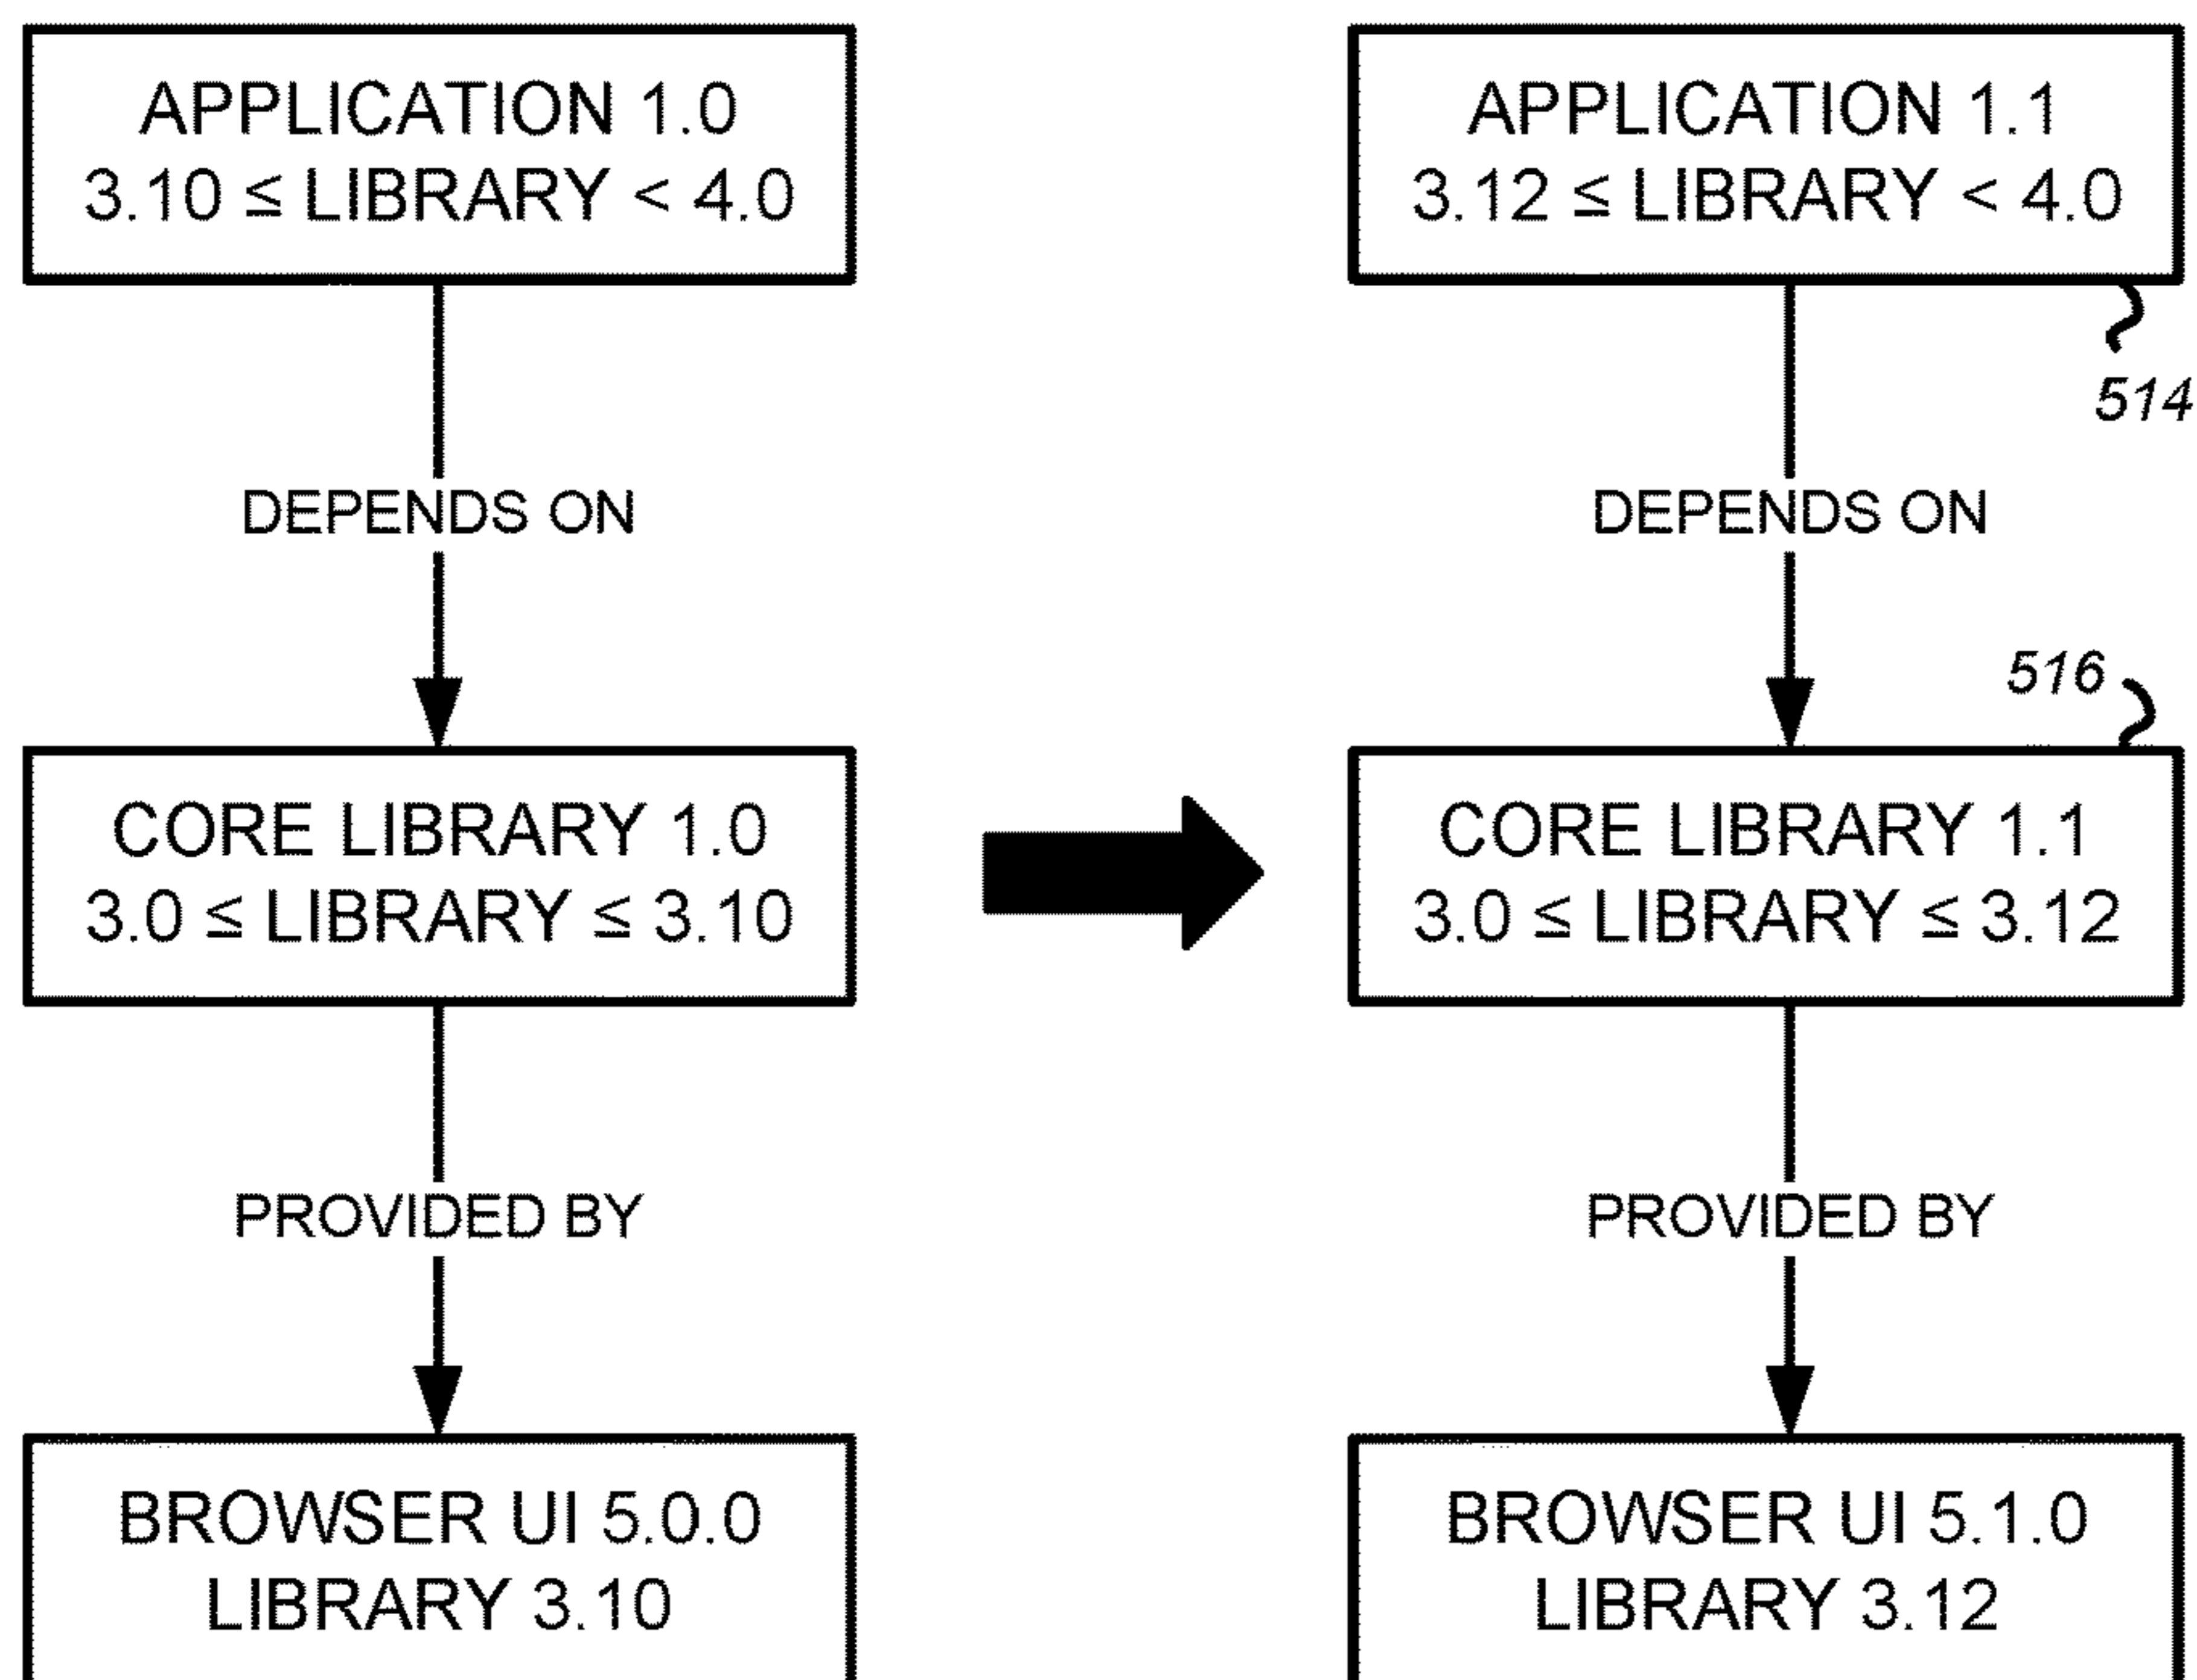 APPLICATION 1.0
3.10 ≤ LIBRARY < 4.0
DEPENDS ON
CORE LIBRARY 1.0
3.0 ≤ LIBRARY ≤ 3.10
PROVIDED BY
BROWSER UI 5.0.0
LIBRARY 3.10
APPLICATION 1.1
3.12 ≤ LIBRARY < 4.0
514
DEPENDS ON
516
CORE LIBRARY 1.1
3.0 ≤ LIBRARY ≤ 3.12
PROVIDED BY
BROWSER UI 5.1.0
LIBRARY 3.12